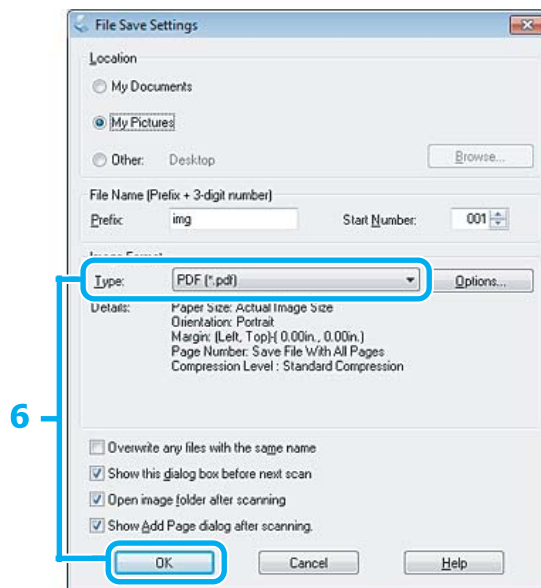 File Save Settings
Location
My Documents
My Pictures
Other: Desktop Browse...
File Name (Prefix + 3-digit number)
Prefix: img Start Number: 001
Image Format
Type: PDF (*.pdf) Options...
Details: Paper Size: Actual Image Size
Orientation: Portrait
Margin: (Left, Top)-( 0.00in., 0.00in.)
Page Number: Save File With All Pages
Compression Level : Standard Compression
6
Overwrite any files with the same name
Show this dialog box before next scan
Open image folder after scanning
Show Add Page dialog after scanning.
OK Cancel Help